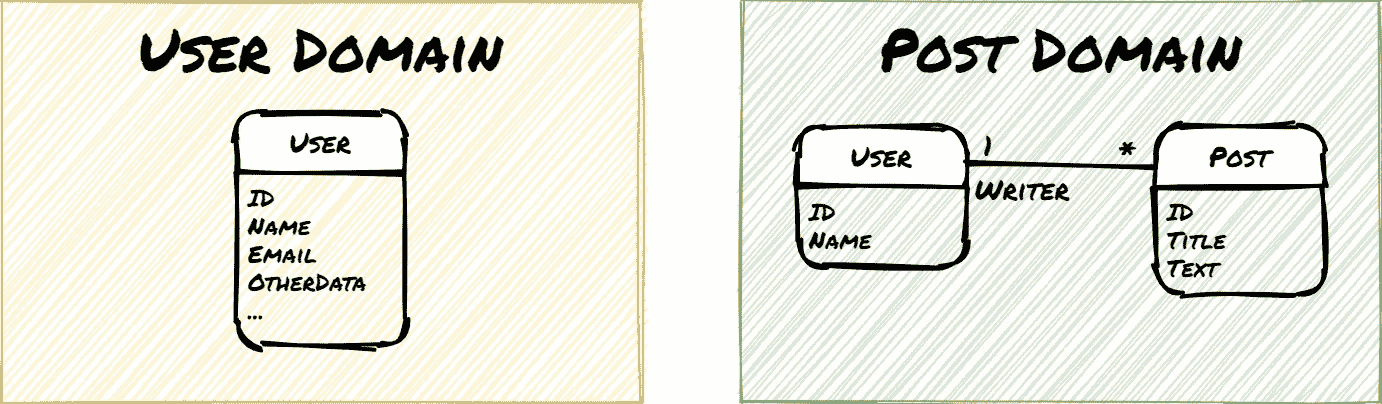 User Domain
User
ID
Name
Email
OtherData
...
Post Domain
User
ID
Name
1
*
Writer
Post
ID
Title
Text